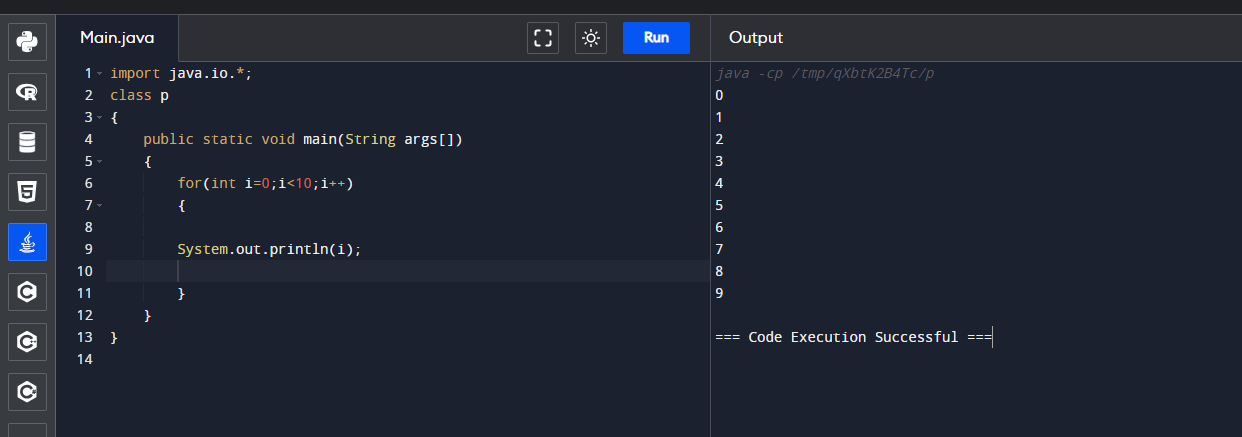 Main.java
Run
Output
1 import java.io.*;
2 class p
3 {
4     public static void main(String args[])
5     {
6         for(int i=0;i<10;i++)
7         {
8
9         System.out.println(i);
10
11         }
12     }
13 }
14
java -cp /tmp/qXbtK2B4Tc/p
0
1
2
3
4
5
6
7
8
9
=== Code Execution Successful ===